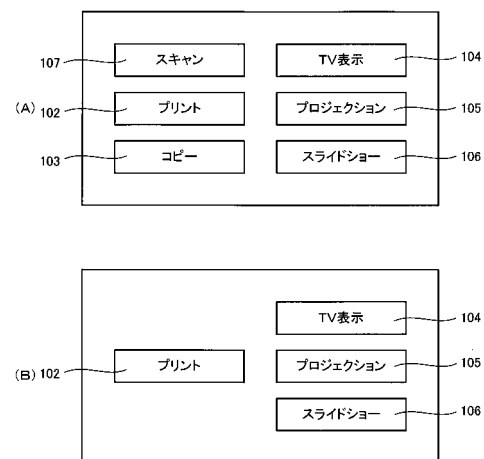 107 スキャン TV表示 104
(A) 102 プリント プロジェクション 105
103 コピー スライドショー 106
TV表示 104
(B) 102 プリント プロジェクション 105
スライドショー 106